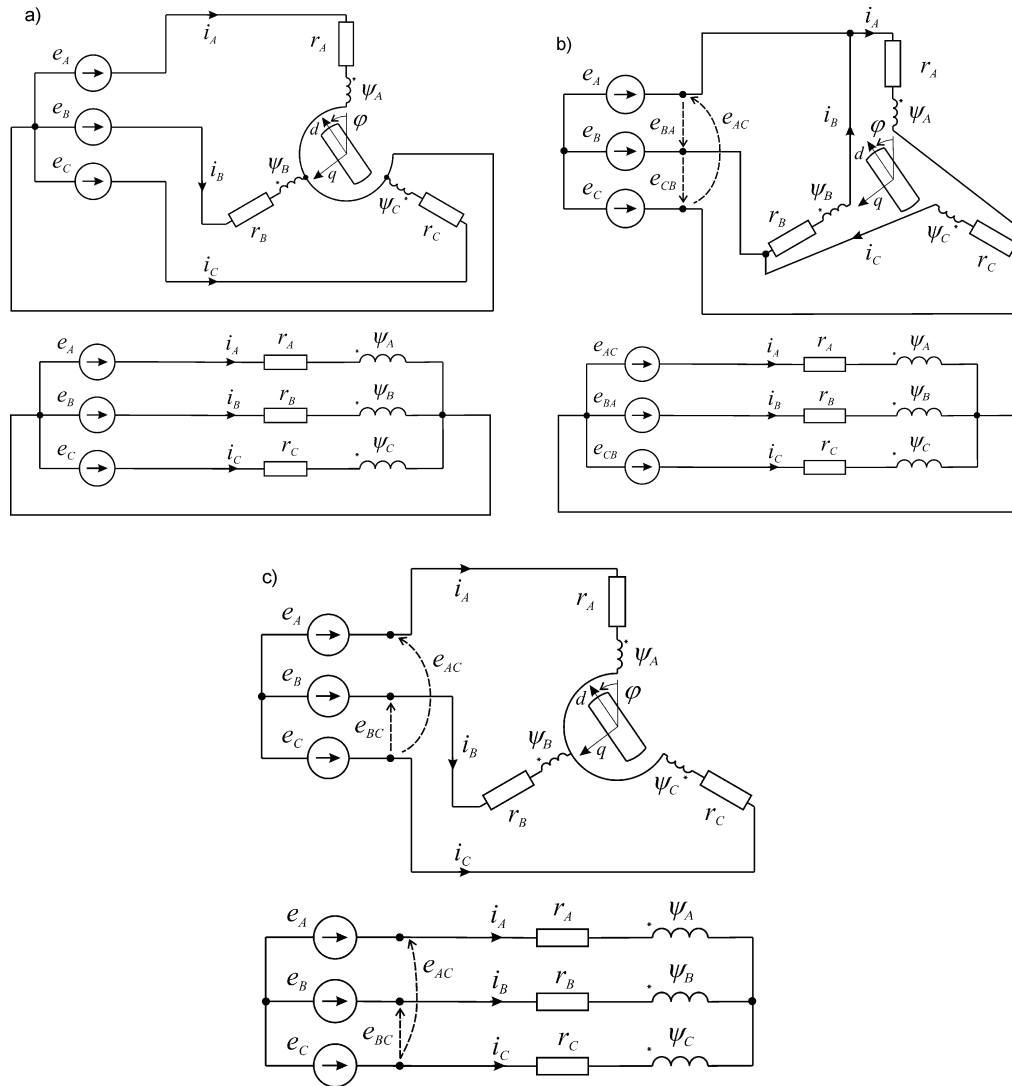 a)
i_A
r_A
e_A
ψ_A
e_B
d
φ
e_C
i_B
ψ_B
q
ψ_C
r_B
r_C
i_C
e_A i_A r_A ψ_A
e_B i_B r_B ψ_B
e_C i_C r_C ψ_C
b)
i_A
r_A
e_A
ψ_A
e_BA
e_AC
i_B
φ
e_B
d
e_CB
q
e_C
ψ_B
r_B
ψ_C
i_C
r_C
e_AC i_A r_A ψ_A
e_BA i_B r_B ψ_B
e_CB i_C r_C ψ_C
c)
i_A
r_A
e_A
e_AC
ψ_A
e_B
d
φ
e_BC
i_B
ψ_B
q
e_C
ψ_C
r_B
r_C
i_C
e_A i_A r_A ψ_A
e_AC
e_B i_B r_B ψ_B
e_BC
e_C i_C r_C ψ_C